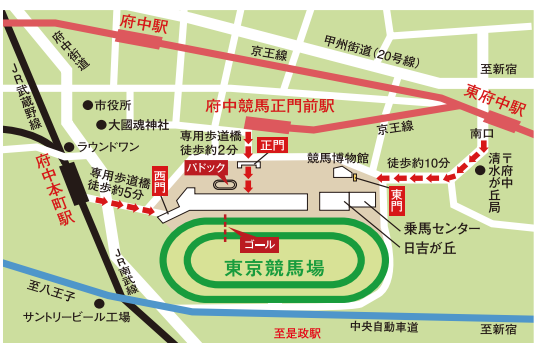 府中駅
府中街道
甲州街道(20号線)
京王線
至新宿
東府中駅
JR武蔵野線
市役所
大國魂神社
ラウンドワン
府中競馬正門前駅
専用歩道橋
徒歩約2分
正門
京王線
南口
競馬博物館
徒歩約10分
〒府中
清水が丘局
パドック
西門
東門
府中本町駅
専用歩道橋
徒歩約5分
乗馬センター
日吉が丘
ゴール
東京競馬場
JR南武線
至八王子
サントリービール工場
至是政駅
中央自動車道
至新宿